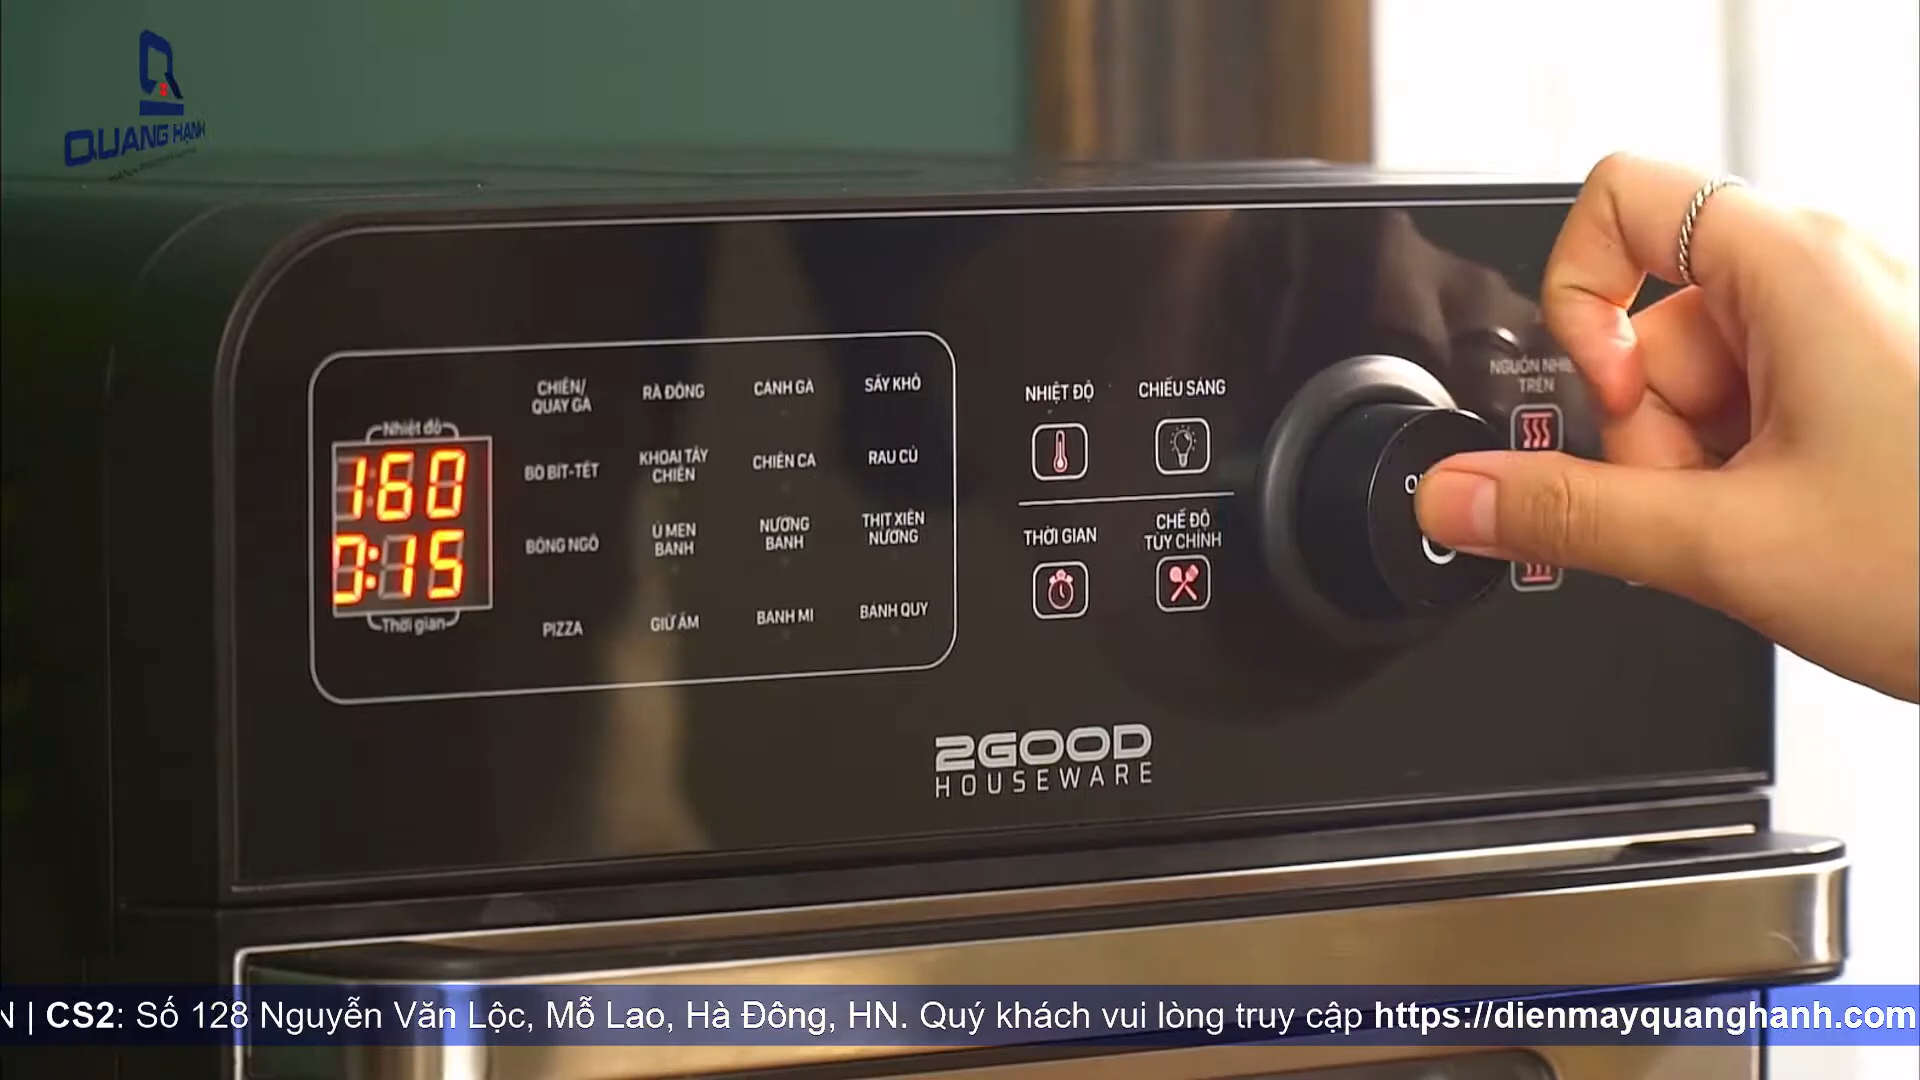 QUANG HẠNH
CHIÊN/
QUAY GÀ
RÃ ĐÔNG
CÁNH GÀ
SẤY KHÔ
Nhiệt độ
160
0:15
Thời gian
BÒ BÍT-TẾT
KHOAI TÂY
CHIÊN
CHIÊN CÁ
RAU CỦ
BỎNG NGÔ
Ủ MEN
BÁNH
NƯỚNG
BÁNH
THỊT XIÊN
NƯỚNG
PIZZA
GIỮ ẤM
BÁNH MÌ
BÁNH QUY
NHIỆT ĐỘ
CHIẾU SÁNG
THỜI GIAN
CHẾ ĐỘ
TÙY CHỈNH
NGUỒN NHIỆ
TRÊN
2GOOD
HOUSEWARE
N | CS2: Số 128 Nguyễn Văn Lộc, Mỗ Lao, Hà Đông, HN. Quý khách vui lòng truy cập https://dienmayquanghanh.com